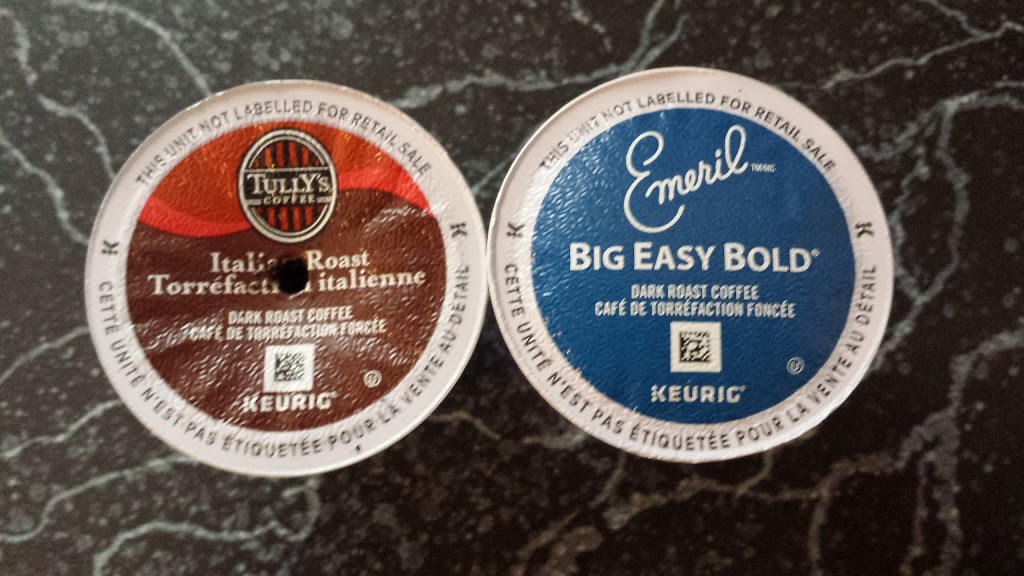 THIS UNIT NOT LABELLED FOR RETAIL SALE
TULLY'S
COFFEE
Italian Roast
Torréfaction italienne
DARK ROAST COFFEE
CAFÉ DE TORRÉFACTION FONCÉE
KEURIG
CETTE UNITÉ N'EST PAS ÉTIQUETÉE POUR LA VENTE AU DÉTAIL
THIS UNIT NOT LABELLED FOR RETAIL SALE
Emeril TM/MC
BIG EASY BOLD®
DARK ROAST COFFEE
CAFÉ DE TORRÉFACTION FONCÉE
KEURIG®
CETTE UNITÉ N'EST PAS ÉTIQUETÉE POUR LA VENTE AU DÉTAIL